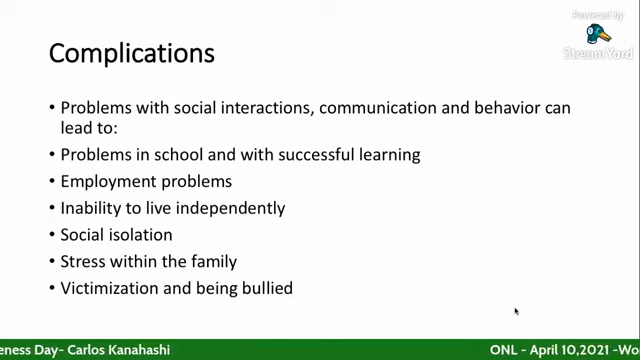 Powered by
StreamYard
Complications
• Problems with social interactions, communication and behavior can
lead to:
• Problems in school and with successful learning
• Employment problems
• Inability to live independently
• Social isolation
• Stress within the family
• Victimization and being bullied
eness Day- Carlos Kanahashi
ONL - April 10,2021 -Wo